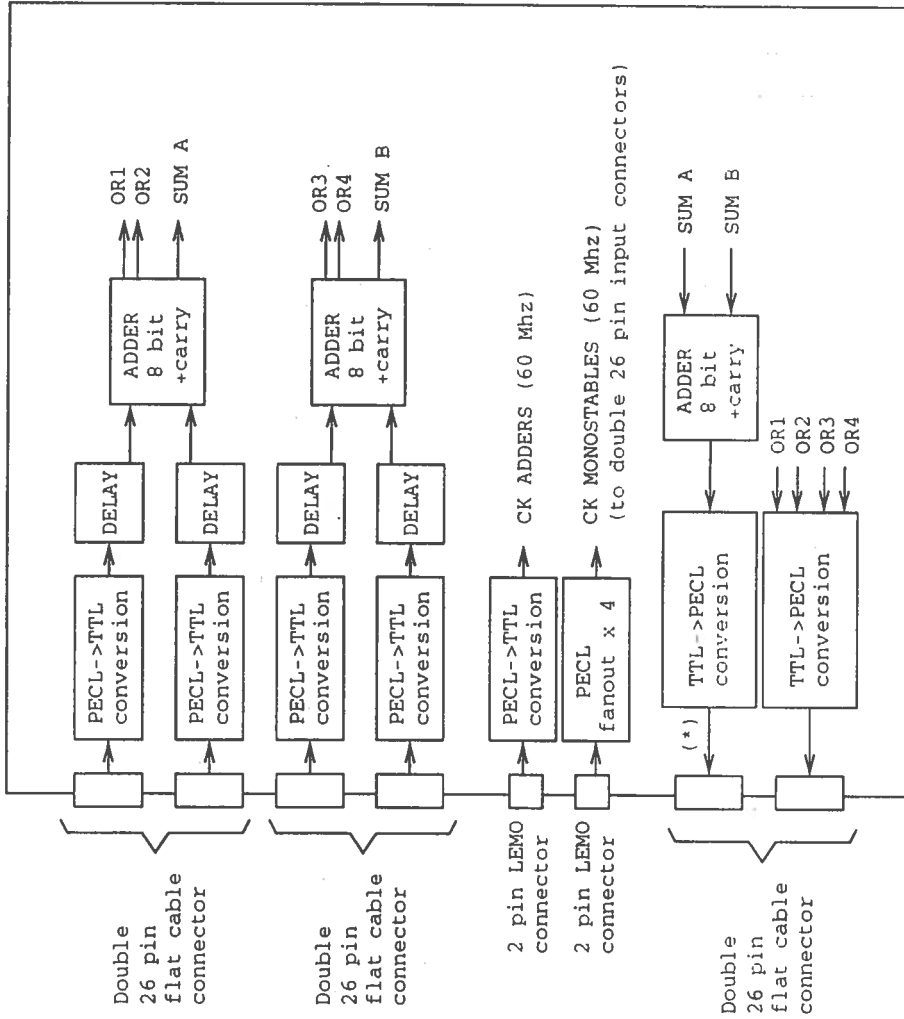 Double
26 pin
flat cable
connector
PECL->TTL
conversion
DELAY
PECL->TTL
conversion
DELAY
ADDER
8 bit
+carry
OR1
OR2
SUM A
Double
26 pin
flat cable
connector
PECL->TTL
conversion
DELAY
PECL->TTL
conversion
DELAY
ADDER
8 bit
+carry
OR3
OR4
SUM B
2 pin LEMO
connector
PECL->TTL
conversion
CK ADDERS (60 Mhz)
2 pin LEMO
connector
PECL
fanout x 4
CK MONOSTABLES (60 Mhz)
(to double 26 pin input connectors)
Double
26 pin
flat cable
connector
(*)
TTL->PECL
conversion
ADDER
8 bit
+carry
SUM A
SUM B
TTL->PECL
conversion
OR1
OR2
OR3
OR4